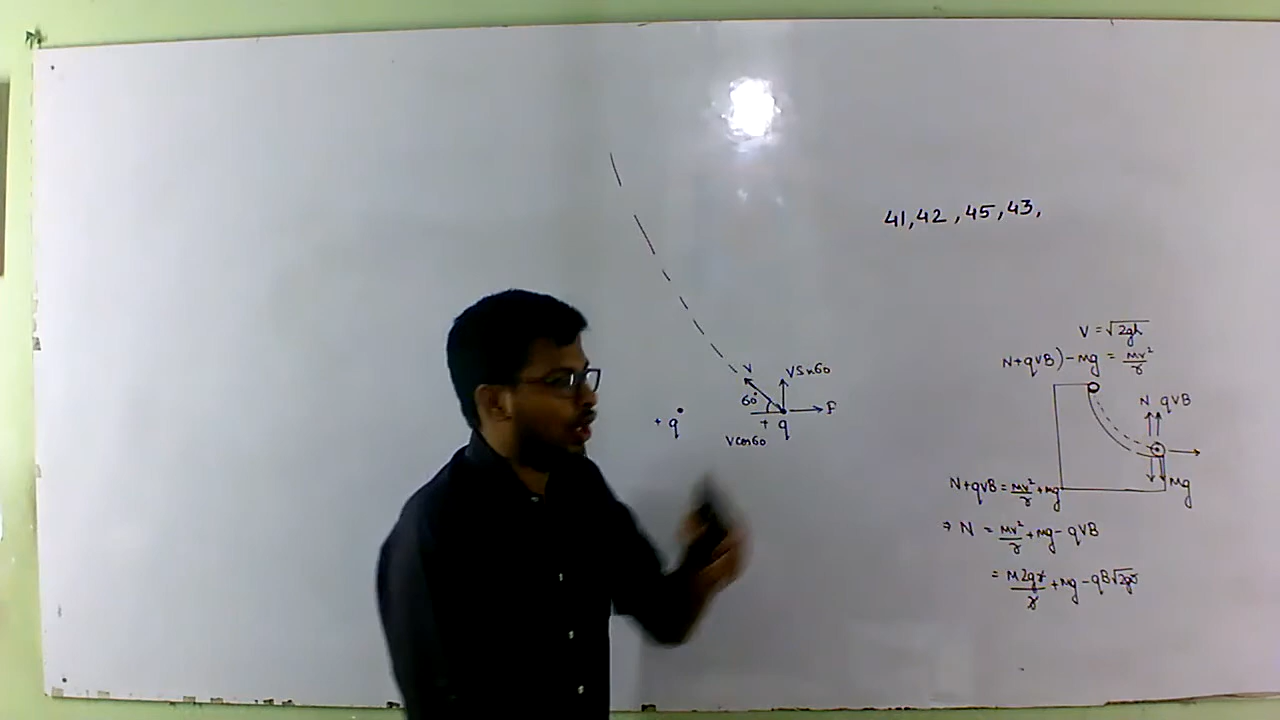 41, 42 , 45, 43,
V = √2gh
N+qVB) - mg = mv²/r
N qVB
mg
N+qVB = mv²/r + mg
⇒ N = mv²/r + mg - qVB
= M2gr/r + mg - qB√2gr
V
VSin60
60°
F
+ q
+ q
Vcos60